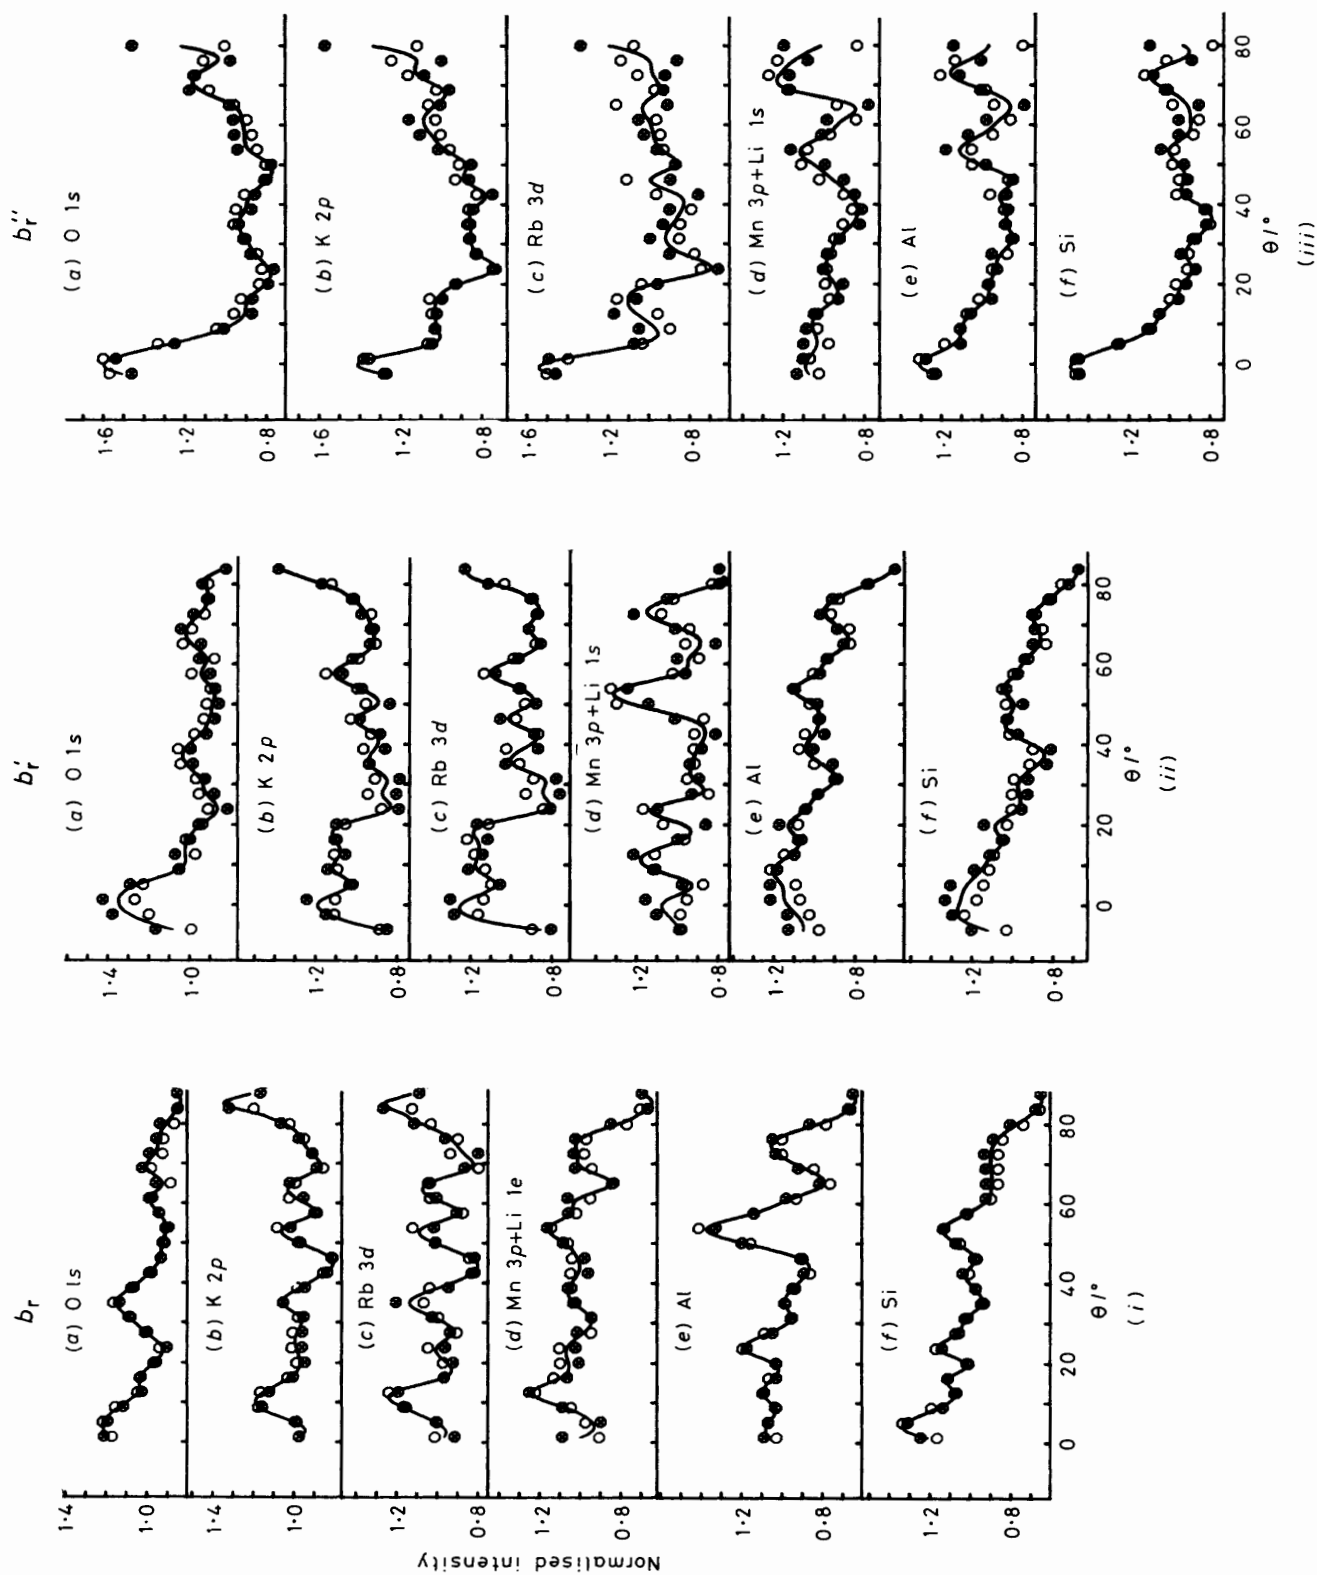 b_r
(a) O 1s
1·4
1·0
(b) K 2p
1·4
1·0
(c) Rb 3d
1·2
0·8
(d) Mn 3p+Li 1e
1·2
0·8
(e) Al
1·2
0·8
(f) Si
1·2
0·8
0 20 40 60 80
θ/°
(i)
Normalised intensity
b′_r
(a) O 1s
1·4
1·0
(b) K 2p
1·2
0·8
(c) Rb 3d
1·2
0·8
(d) Mn 3p+Li 1s
1·2
0·8
(e) Al
1·2
0·8
(f) Si
1·2
0·8
0 20 40 60 80
θ/°
(ii)
b″_r
(a) O 1s
1·6
1·2
0·8
(b) K 2p
1·6
1·2
0·8
(c) Rb 3d
1·6
1·2
0·8
(d) Mn 3p+Li 1s
1·2
0·8
(e) Al
1·2
0·8
(f) Si
1·2
0·8
0 20 40 60 80
θ/°
(iii)